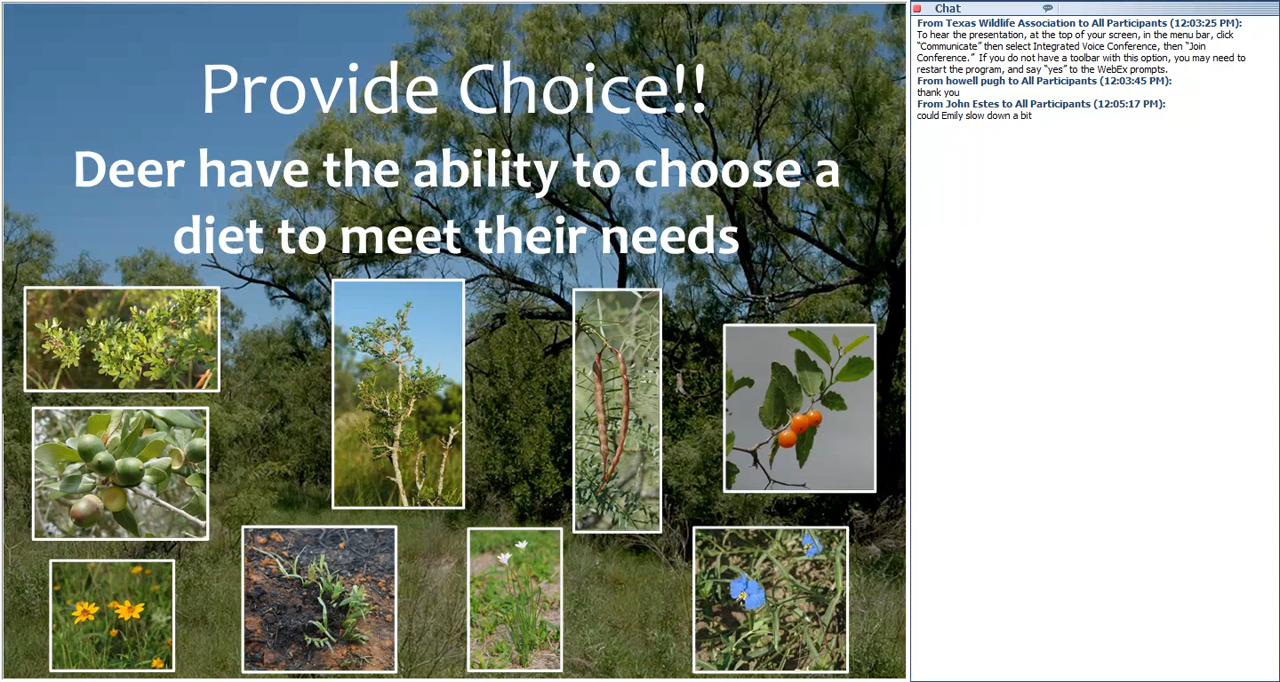 Provide Choice!!
Deer have the ability to choose a
diet to meet their needs
Chat
From Texas Wildlife Association to All Participants (12:03:25 PM):
To hear the presentation, at the top of your screen, in the menu bar, click
"Communicate" then select Integrated Voice Conference, then "Join
Conference." If you do not have a toolbar with this option, you may need to
restart the program, and say "yes" to the WebEx prompts.
From howell pugh to All Participants (12:03:45 PM):
thank you
From John Estes to All Participants (12:05:17 PM):
could Emily slow down a bit